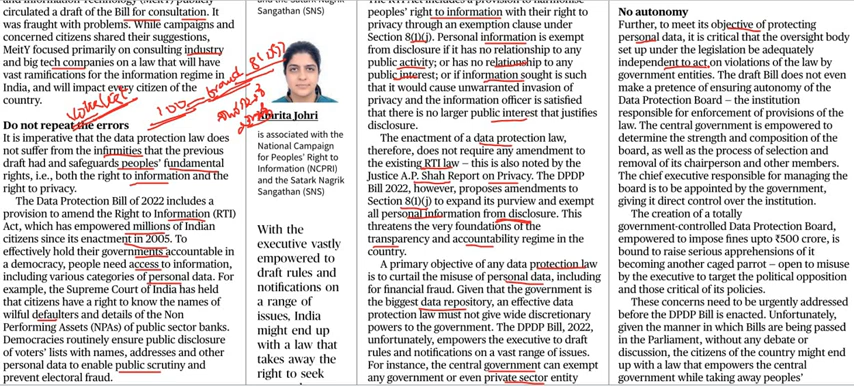 circulated a draft of the Bill for consultation. It
was fraught with problems. While campaigns and
concerned citizens shared their suggestions,
MeitY focused primarily on consulting industry
and big tech companies on a law that will have
vast ramifications for the information regime in
India, and will impact every citizen of the
country.
Do not repeat the errors
It is imperative that the data protection law does
not suffer from the infirmities that the previous
draft had and safeguards peoples' fundamental
rights, i.e., both the right to information and the
right to privacy.
The Data Protection Bill of 2022 includes a
provision to amend the Right to Information (RTI)
Act, which has empowered millions of Indian
citizens since its enactment in 2005. To
effectively hold their governments accountable in
a democracy, people need access to information,
including various categories of personal data. For
example, the Supreme Court of India has held
that citizens have a right to know the names of
wilful defaulters and details of the Non
Performing Assets (NPAs) of public sector banks.
Democracies routinely ensure public disclosure
of voters' lists with names, addresses and other
personal data to enable public scrutiny and
prevent electoral fraud.
Sangathan (SNS)
100
Amrita Johri
is associated with the
National Campaign
for Peoples' Right to
Information (NCPRI)
and the Satark Nagrik
Sangathan (SNS)
With the
executive vastly
empowered to
draft rules and
notifications on
a range of
issues, India
might end up
with a law that
takes away the
right to seek
peoples' right to information with their right to
privacy through an exemption clause under
Section 8(1)(j). Personal information is exempt
from disclosure if it has no relationship to any
public activity; or has no relationship to any
public interest; or if information sought is such
that it would cause unwarranted invasion of
privacy and the information officer is satisfied
that there is no larger public interest that justifies
disclosure.
The enactment of a data protection law,
therefore, does not require any amendment to
the existing RTI law – this is also noted by the
Justice A.P. Shah Report on Privacy. The DPDP
Bill 2022, however, proposes amendments to
Section 8(1)(j) to expand its purview and exempt
all personal information from disclosure. This
threatens the very foundations of the
transparency and accountability regime in the
country.
A primary objective of any data protection law
is to curtail the misuse of personal data, including
for financial fraud. Given that the government is
the biggest data repository, an effective data
protection law must not give wide discretionary
powers to the government. The DPDP Bill, 2022,
unfortunately, empowers the executive to draft
rules and notifications on a vast range of issues.
For instance, the central government can exempt
any government or even private sector entity
No autonomy
Further, to meet its objective of protecting
personal data, it is critical that the oversight body
set up under the legislation be adequately
independent to act on violations of the law by
government entities. The draft Bill does not even
make a pretence of ensuring autonomy of the
Data Protection Board – the institution
responsible for enforcement of provisions of the
law. The central government is empowered to
determine the strength and composition of the
board, as well as the process of selection and
removal of its chairperson and other members.
The chief executive responsible for managing the
board is to be appointed by the government,
giving it direct control over the institution.
The creation of a totally
government-controlled Data Protection Board,
empowered to impose fines upto ₹500 crore, is
bound to raise serious apprehensions of it
becoming another caged parrot – open to misuse
by the executive to target the political opposition
and those critical of its policies.
These concerns need to be urgently addressed
before the DPDP Bill is enacted. Unfortunately,
given the manner in which Bills are being passed
in the Parliament, without any debate or
discussion, the citizens of the country might end
up with a law that empowers the central
government while taking away peoples'